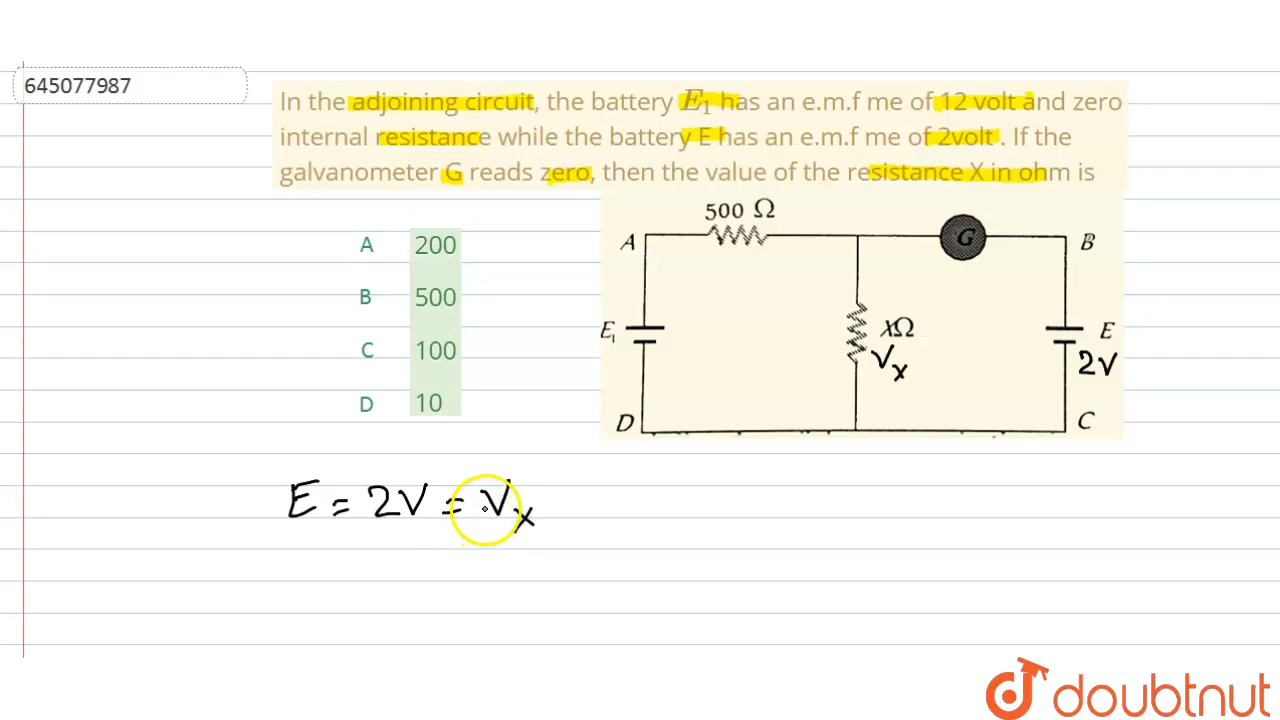 645077987
In the adjoining circuit, the battery E₁ has an e.m.f me of 12 volt and zero
internal resistance while the battery E has an e.m.f me of 2volt . If the
galvanometer G reads zero, then the value of the resistance X in ohm is
A 200
B 500
C 100
D 10
500 Ω
A
G
B
E₁
XΩ
Vx
E
2V
D
C
E = 2V = Vx
doubtnut